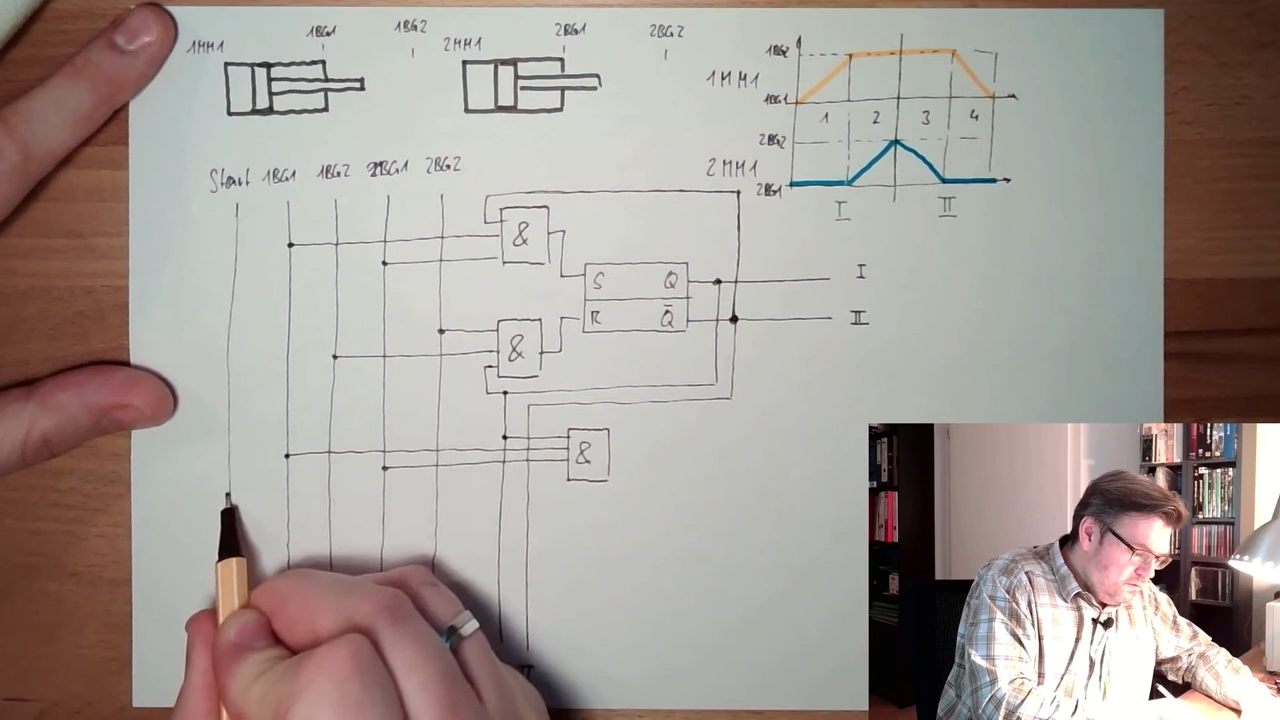 1MM1 1BG1 1BG2 2MM1 2BG1 2BG2
1MM1 1BG2
1BG1
1 2 3 4
2BG2
2MM1 2BG1
I II
Start 1BG1 1BG2 2BG1 2BG2
&
S Q
R Q̄
I
II
&
&